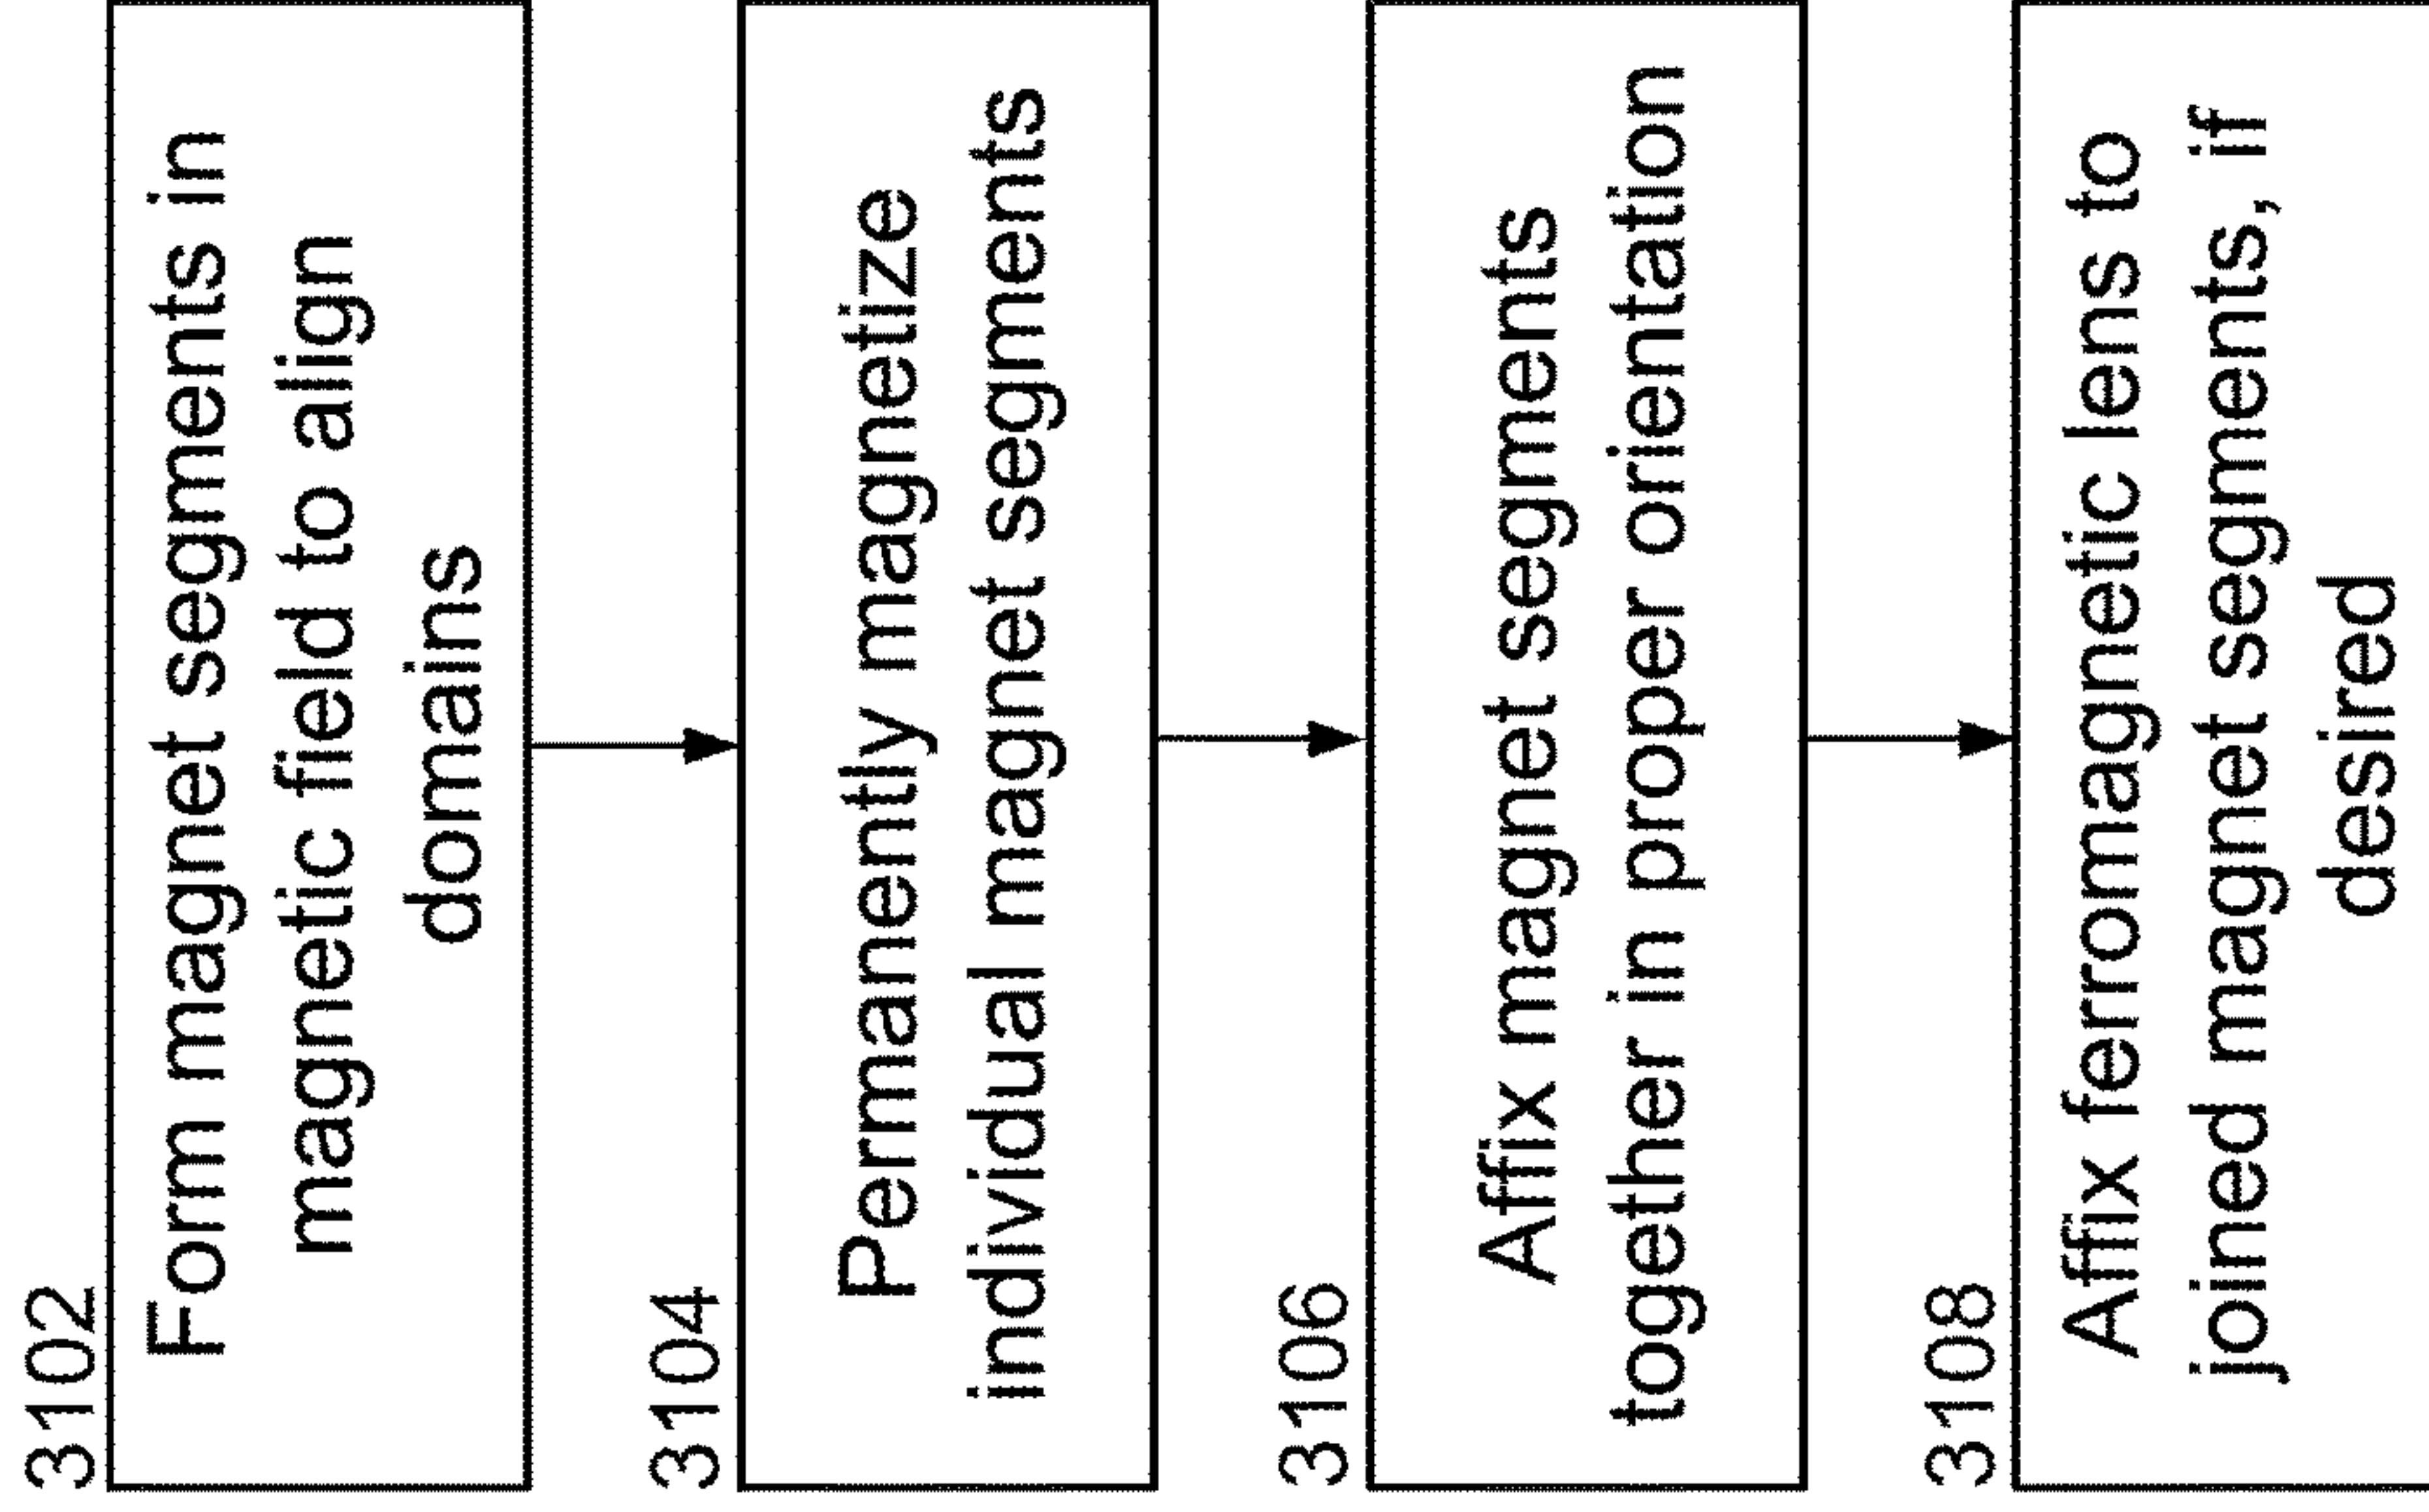 3102
Form magnet segments in
magnetic field to align
domains
3104
Permanently magnetize
individual magnet segments
3106
Affix magnet segments
together in proper orientation
3108
Affix ferromagnetic lens to
joined magnet segments, if
desired